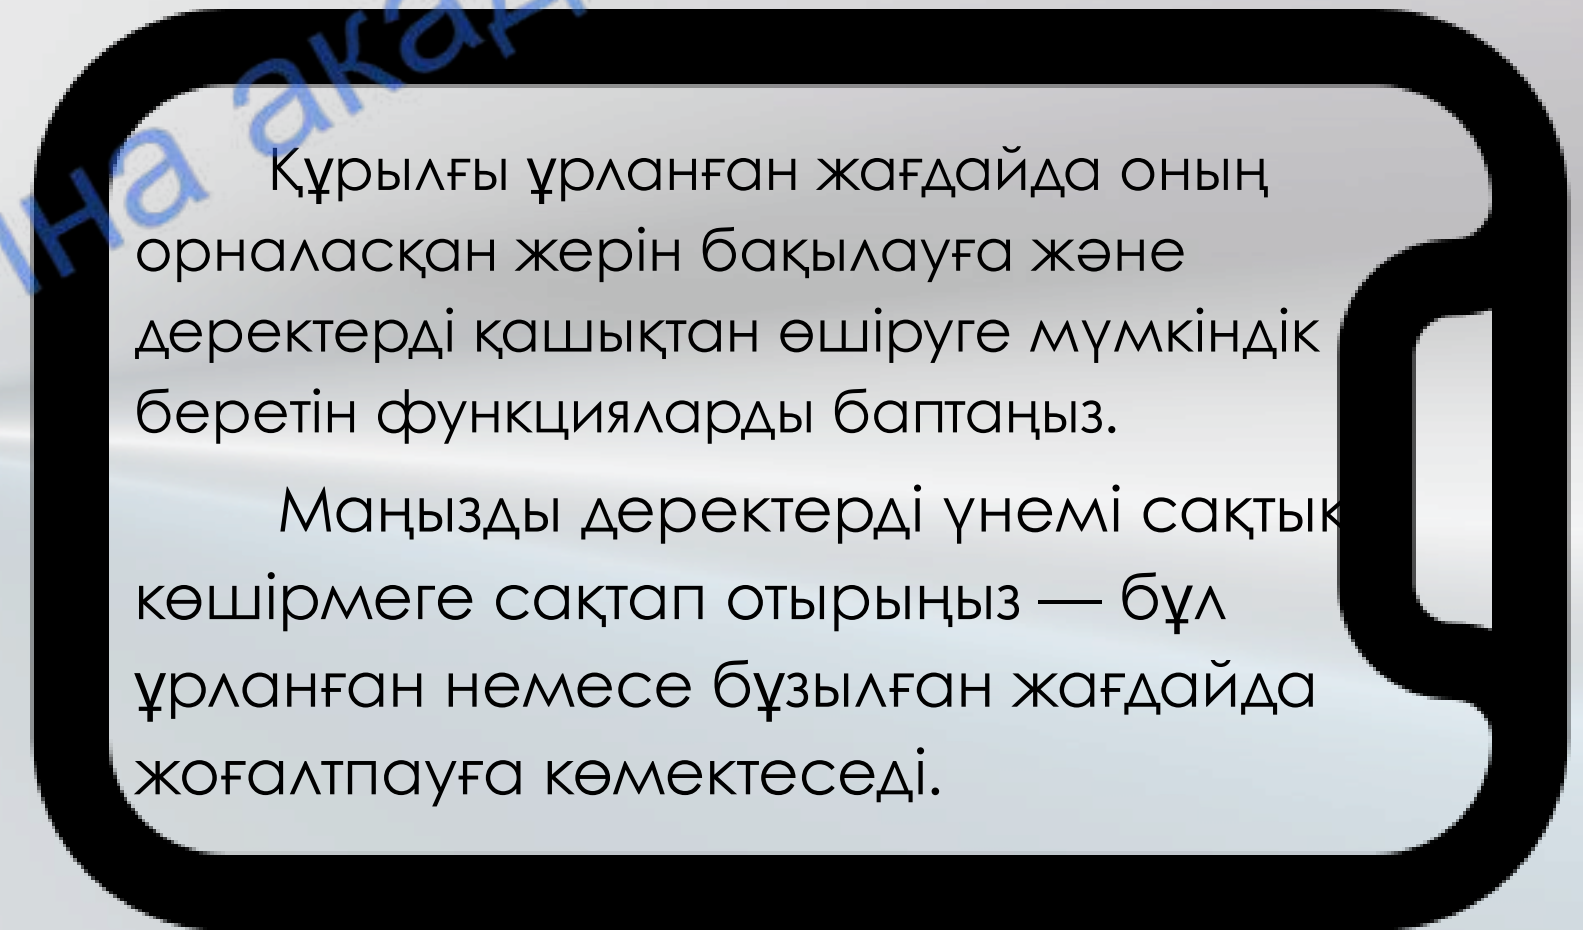 Құрылғы ұрланған жағдайда оның
орналасқан жерін бақылауға және
деректерді қашықтан өшіруге мүмкіндік
беретін функцияларды баптаңыз.
Маңызды деректерді үнемі сақтық
көшірмеге сақтап отырыңыз — бұл
ұрланған немесе бұзылған жағдайда
жоғалтпауға көмектеседі.